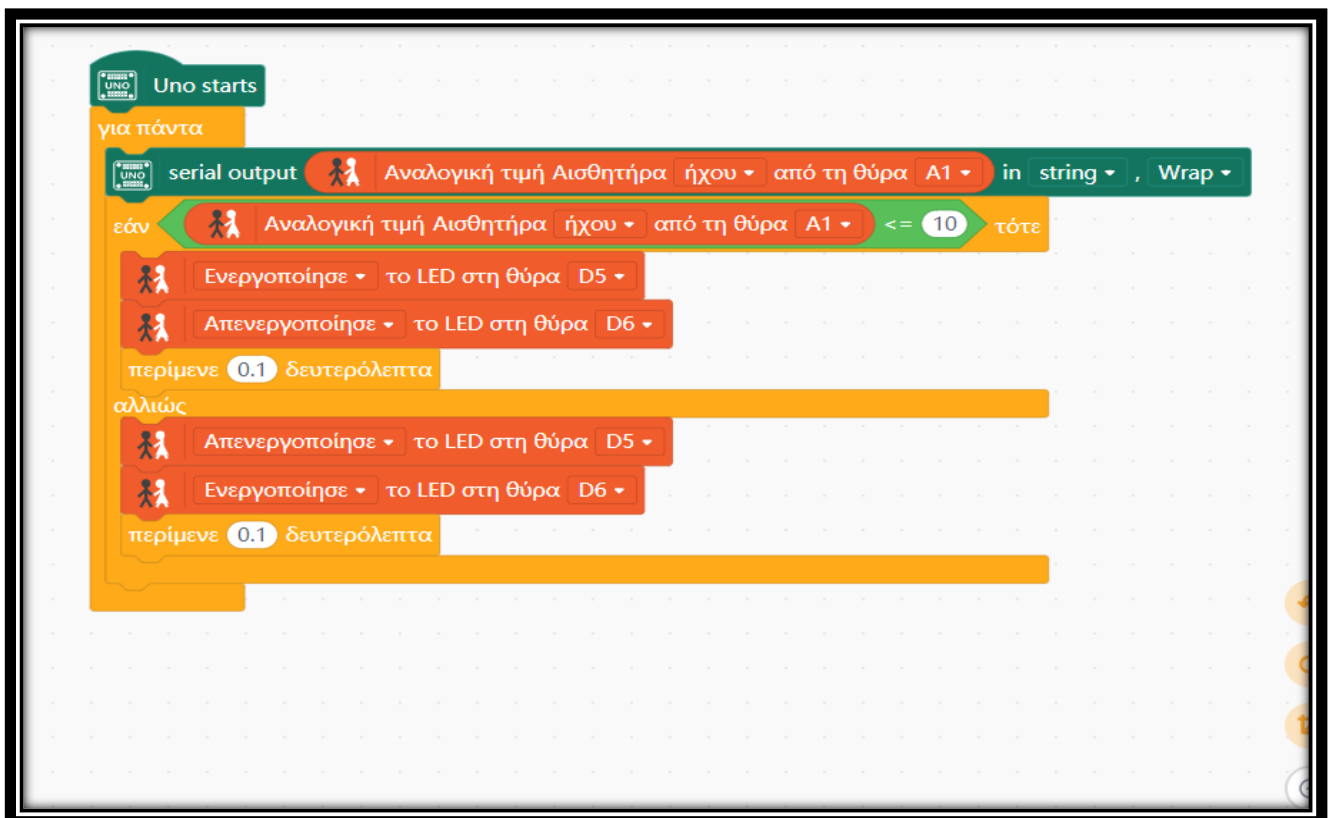 UNO Uno starts
για πάντα
UNO serial output Αναλογική τιμή Αισθητήρα ήχου από τη θύρα A1 in string , Wrap
εάν Αναλογική τιμή Αισθητήρα ήχου από τη θύρα A1 <= 10 τότε
Ενεργοποίησε το LED στη θύρα D5
Απενεργοποίησε το LED στη θύρα D6
περίμενε 0.1 δευτερόλεπτα
αλλιώς
Απενεργοποίησε το LED στη θύρα D5
Ενεργοποίησε το LED στη θύρα D6
περίμενε 0.1 δευτερόλεπτα